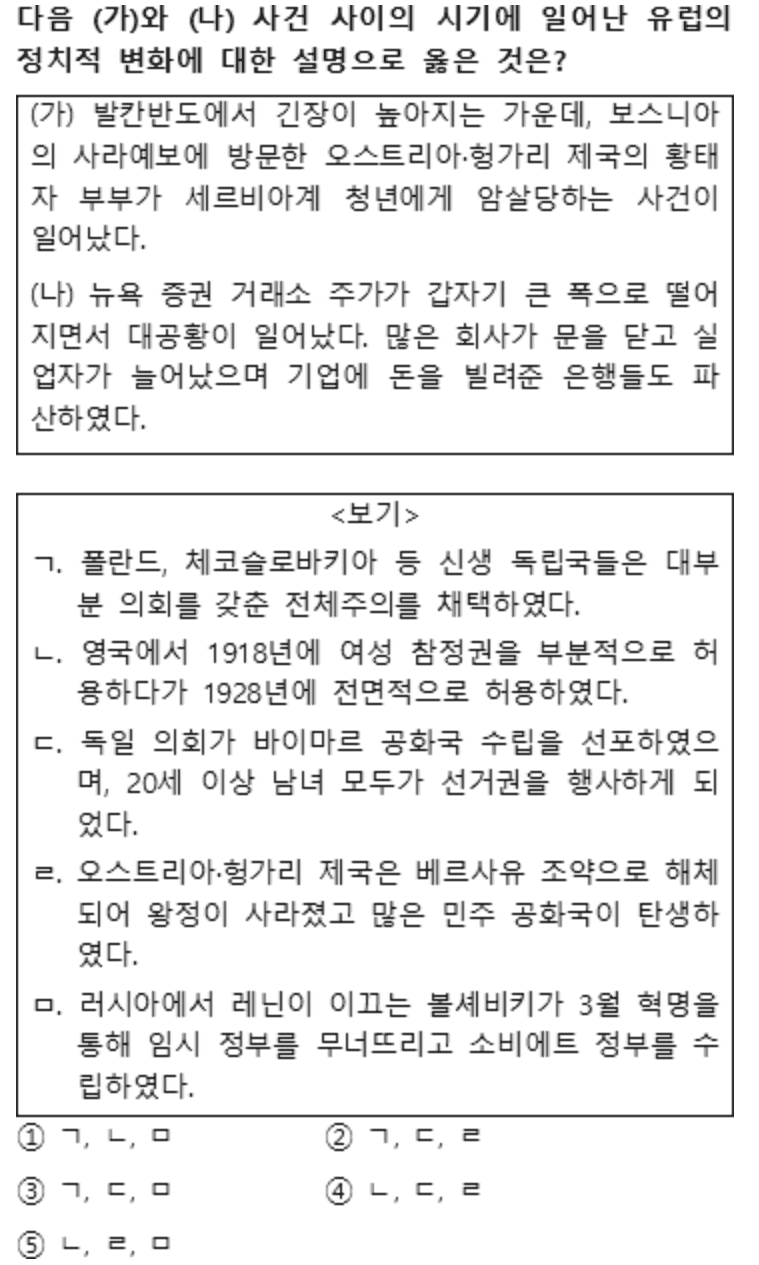 다음 (가)와 (나) 사건 사이의 시기에 일어난 유럽의
정치적 변화에 대한 설명으로 옳은 것은?
(가) 발칸반도에서 긴장이 높아지는 가운데, 보스니아
의 사라예보에 방문한 오스트리아·헝가리 제국의 황태
자 부부가 세르비아계 청년에게 암살당하는 사건이
일어났다.
(나) 뉴욕 증권 거래소 주가가 갑자기 큰 폭으로 떨어
지면서 대공황이 일어났다. 많은 회사가 문을 닫고 실
업자가 늘어났으며 기업에 돈을 빌려준 은행들도 파
산하였다.
<보기>
ㄱ. 폴란드, 체코슬로바키아 등 신생 독립국들은 대부
분 의회를 갖춘 전체주의를 채택하였다.
ㄴ. 영국에서 1918년에 여성 참정권을 부분적으로 허
용하다가 1928년에 전면적으로 허용하였다.
ㄷ. 독일 의회가 바이마르 공화국 수립을 선포하였으
며, 20세 이상 남녀 모두가 선거권을 행사하게 되
었다.
ㄹ. 오스트리아·헝가리 제국은 베르사유 조약으로 해체
되어 왕정이 사라졌고 많은 민주 공화국이 탄생하
였다.
ㅁ. 러시아에서 레닌이 이끄는 볼셰비키가 3월 혁명을
통해 임시 정부를 무너뜨리고 소비에트 정부를 수
립하였다.
① ㄱ, ㄴ, ㅁ ② ㄱ, ㄷ, ㄹ
③ ㄱ, ㄷ, ㅁ ④ ㄴ, ㄷ, ㄹ
⑤ ㄴ, ㄹ, ㅁ